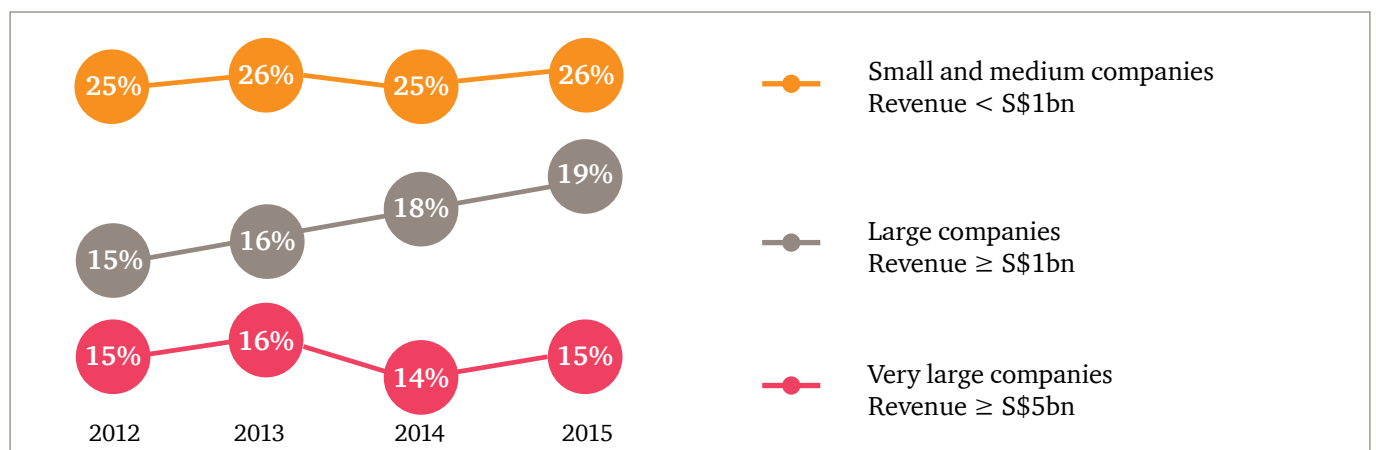 25% 26% 25% 26%
Small and medium companies
Revenue < S$1bn
15% 16% 18% 19%
Large companies
Revenue ≥ S$1bn
15% 16% 14% 15%
Very large companies
Revenue ≥ S$5bn
2012 2013 2014 2015